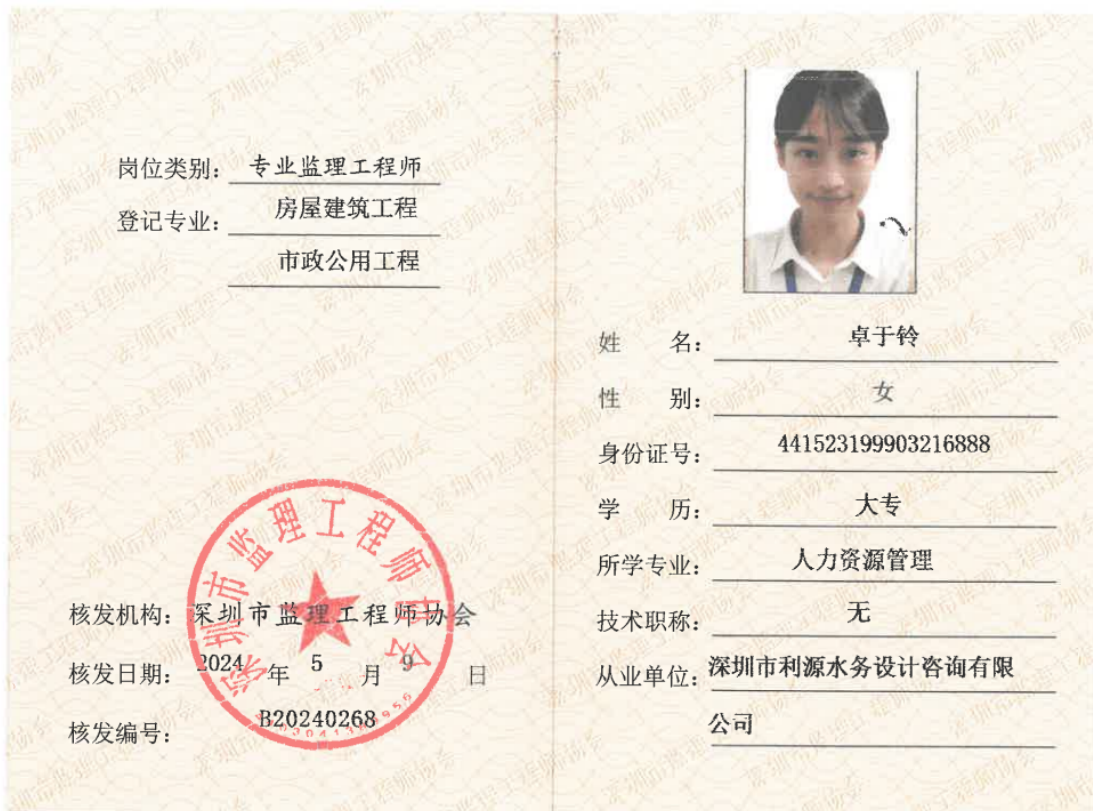 岗位类别：专业监理工程师
登记专业：房屋建筑工程
市政公用工程
核发机构：深圳市监理工程师协会
核发日期：2024 年 5 月 9 日
核发编号：B20240268
深圳市监理工程师协会
姓 名：卓于铃
性 别：女
身份证号：441523199903216888
学 历：大专
所学专业：人力资源管理
技术职称：无
从业单位：深圳市利源水务设计咨询有限
公司